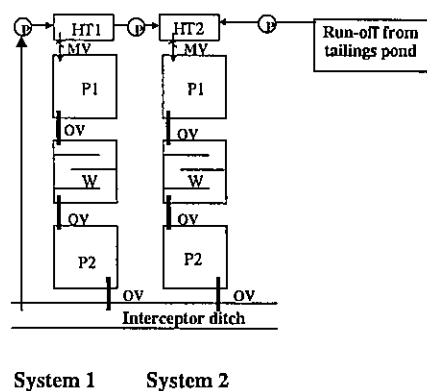 P HT1 P HT2 P Run-off from
tailings pond
MV MV
P1 P1
OV OV
W W
OV OV
P2 P2
OV OV
Interceptor ditch
System 1 System 2